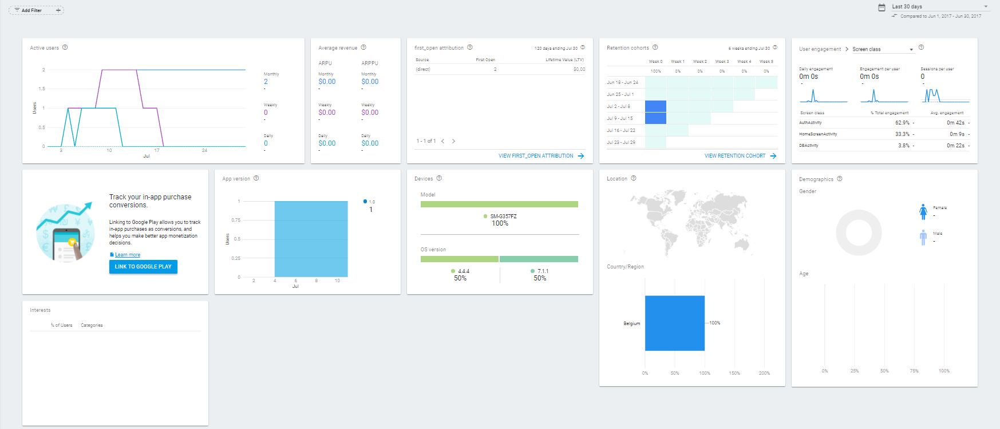 Add Filter
Last 30 days
Compared to Jun 1, 2017 - Jun 30, 2017
Active users
2
1.5
1
0.5
0
Users
3 10 17 24
Jul
Monthly
2
-
Weekly
0
-
Daily
0
-
Average revenue
ARPU ARPPU
Monthly Monthly
$0.00 $0.00
- -
Weekly Weekly
$0.00 $0.00
- -
Daily Daily
$0.00 $0.00
- -
first_open attribution
120 days ending Jul 30
Source First Open Lifetime Value (LTV)
(direct) 2 $0.00
1 - 1 of 1
VIEW FIRST_OPEN ATTRIBUTION
Retention cohorts
6 weeks ending Jul 30
Week 0 Week 1 Week 2 Week 3 Week 4 Week 5
100% 0% 0% 0% 0% 0%
Jun 18 - Jun 24
Jun 25 - Jul 1
Jul 2 - Jul 8
Jul 9 - Jul 15
Jul 16 - Jul 22
Jul 23 - Jul 29
VIEW RETENTION COHORT
User engagement > Screen class
Daily engagement Engagement per user Sessions per user
0m 0s 0m 0s 0
- - -
Screen class % Total engagement Avg. engagement
AuthActivity 62.9% - 0m 42s -
HomeScreenActivity 33.3% - 0m 9s -
DBActivity 3.8% - 0m 22s -
Track your in-app purchase
conversions.
Linking to Google Play allows you to track
in-app purchases as conversions, and
helps you make better app monetization
decisions.
Learn more
LINK TO GOOGLE PLAY
App version
1
0.75
0.5
0.25
0
Users
2 4 6 8 10
Jul
1.0
1
Devices
Model
SM-G357FZ
100%
OS version
4.4.4 7.1.1
50% 50%
Location
Country/Region
Belgium
100%
0% 50% 100% 150% 200%
Demographics
Gender
Female
-
Male
-
Age
0% 25% 50% 75% 100%
Interests
% of Users Categories